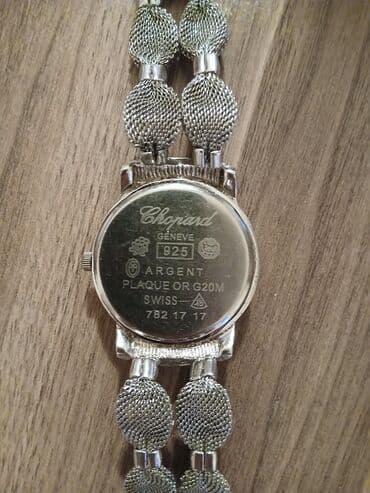 Chopard
GENEVE
925
ARGENT
PLAQUE OR G20M
SWISS
782 17 17